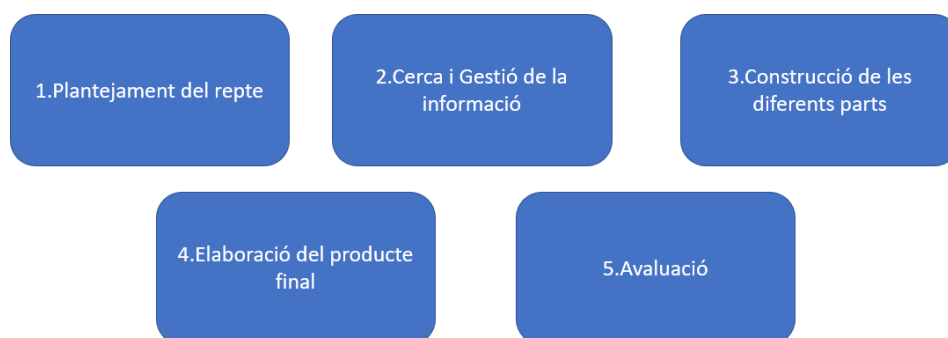 1.Plantejament del repte
2.Cerca i Gestió de la
informació
3.Construcció de les
diferents parts
4.Elaboració del producte
final
5.Avaluació